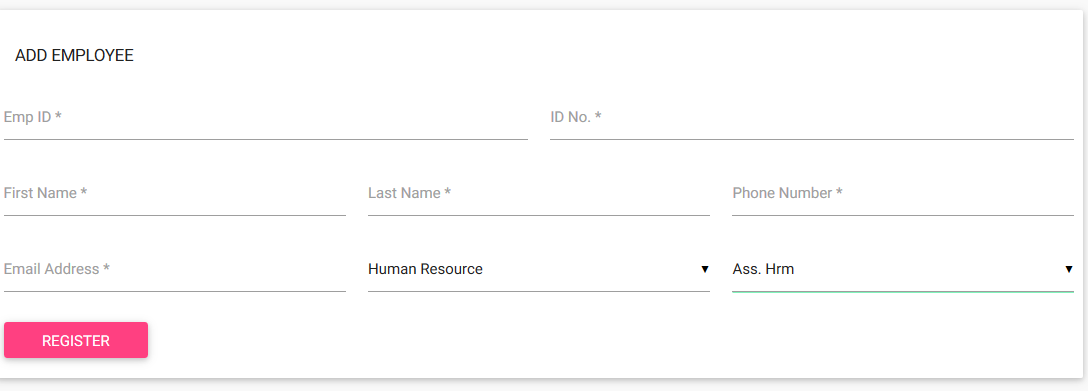 ADD EMPLOYEE
Emp ID * ID No. *
First Name * Last Name * Phone Number *
Email Address * Human Resource Ass. Hrm
REGISTER